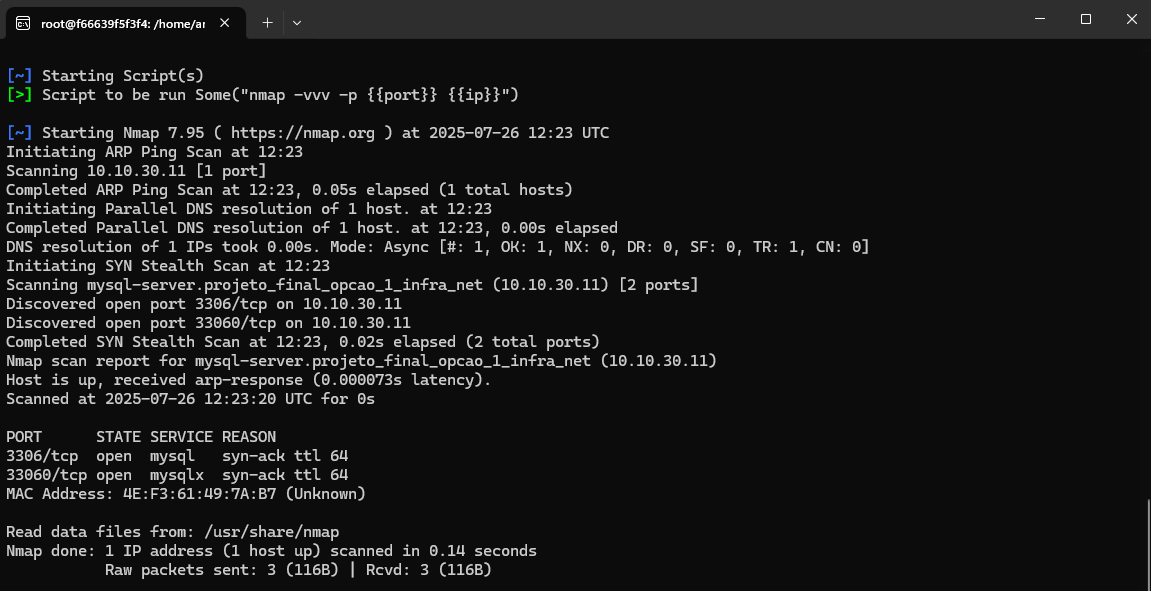 root@f66639f5f3f4: /home/ar
[~] Starting Script(s)
[>] Script to be run Some("nmap -vvv -p {{port}} {{ip}}")
[~] Starting Nmap 7.95 ( https://nmap.org ) at 2025-07-26 12:23 UTC
Initiating ARP Ping Scan at 12:23
Scanning 10.10.30.11 [1 port]
Completed ARP Ping Scan at 12:23, 0.05s elapsed (1 total hosts)
Initiating Parallel DNS resolution of 1 host. at 12:23
Completed Parallel DNS resolution of 1 host. at 12:23, 0.00s elapsed
DNS resolution of 1 IPs took 0.00s. Mode: Async [#: 1, OK: 1, NX: 0, DR: 0, SF: 0, TR: 1, CN: 0]
Initiating SYN Stealth Scan at 12:23
Scanning mysql-server.projeto_final_opcao_1_infra_net (10.10.30.11) [2 ports]
Discovered open port 3306/tcp on 10.10.30.11
Discovered open port 33060/tcp on 10.10.30.11
Completed SYN Stealth Scan at 12:23, 0.02s elapsed (2 total ports)
Nmap scan report for mysql-server.projeto_final_opcao_1_infra_net (10.10.30.11)
Host is up, received arp-response (0.000073s latency).
Scanned at 2025-07-26 12:23:20 UTC for 0s
PORT      STATE SERVICE REASON
3306/tcp  open  mysql   syn-ack ttl 64
33060/tcp open  mysqlx  syn-ack ttl 64
MAC Address: 4E:F3:61:49:7A:B7 (Unknown)
Read data files from: /usr/share/nmap
Nmap done: 1 IP address (1 host up) scanned in 0.14 seconds
           Raw packets sent: 3 (116B) | Rcvd: 3 (116B)